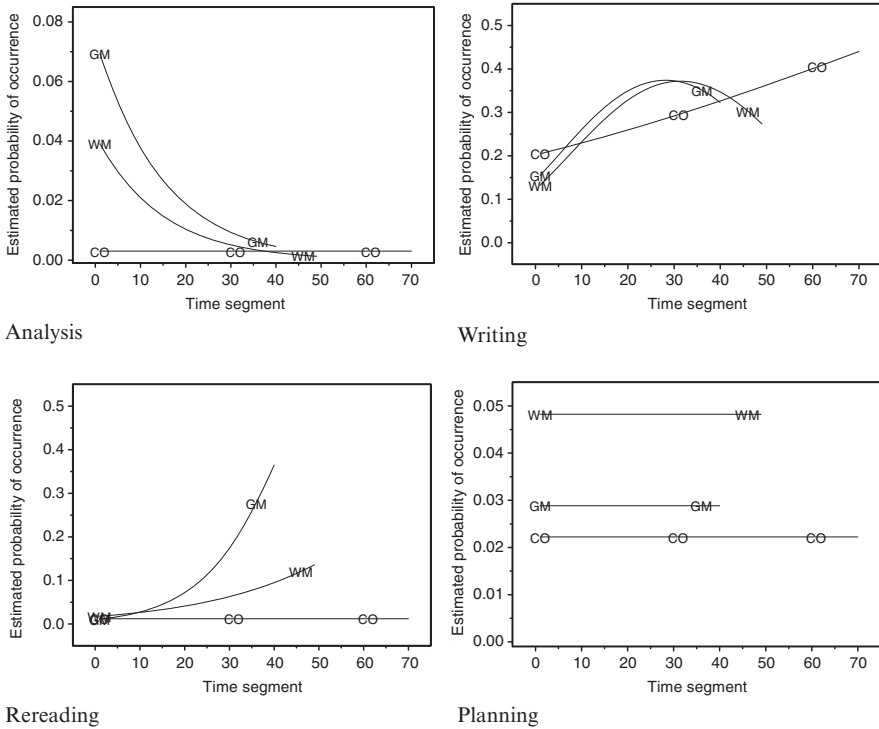 Estimated probability of occurrence
0.08
0.06
0.04
0.02
0.00
GM
WM
GM
CO
CO
WM
CO
0 10 20 30 40 50 60 70
Time segment
Analysis
Estimated probability of occurrence
0.5
0.4
0.3
0.2
0.1
0.0
CO
GM
WM
CO
GM
WM
CO
0 10 20 30 40 50 60 70
Time segment
Writing
Estimated probability of occurrence
0.5
0.4
0.3
0.2
0.1
0.0
WM
GM
GM
WM
CO
CO
0 10 20 30 40 50 60 70
Time segment
Rereading
Estimated probability of occurrence
0.05
0.04
0.03
0.02
0.01
0.00
WM
WM
GM
GM
CO
CO
CO
0 10 20 30 40 50 60 70
Time segment
Planning